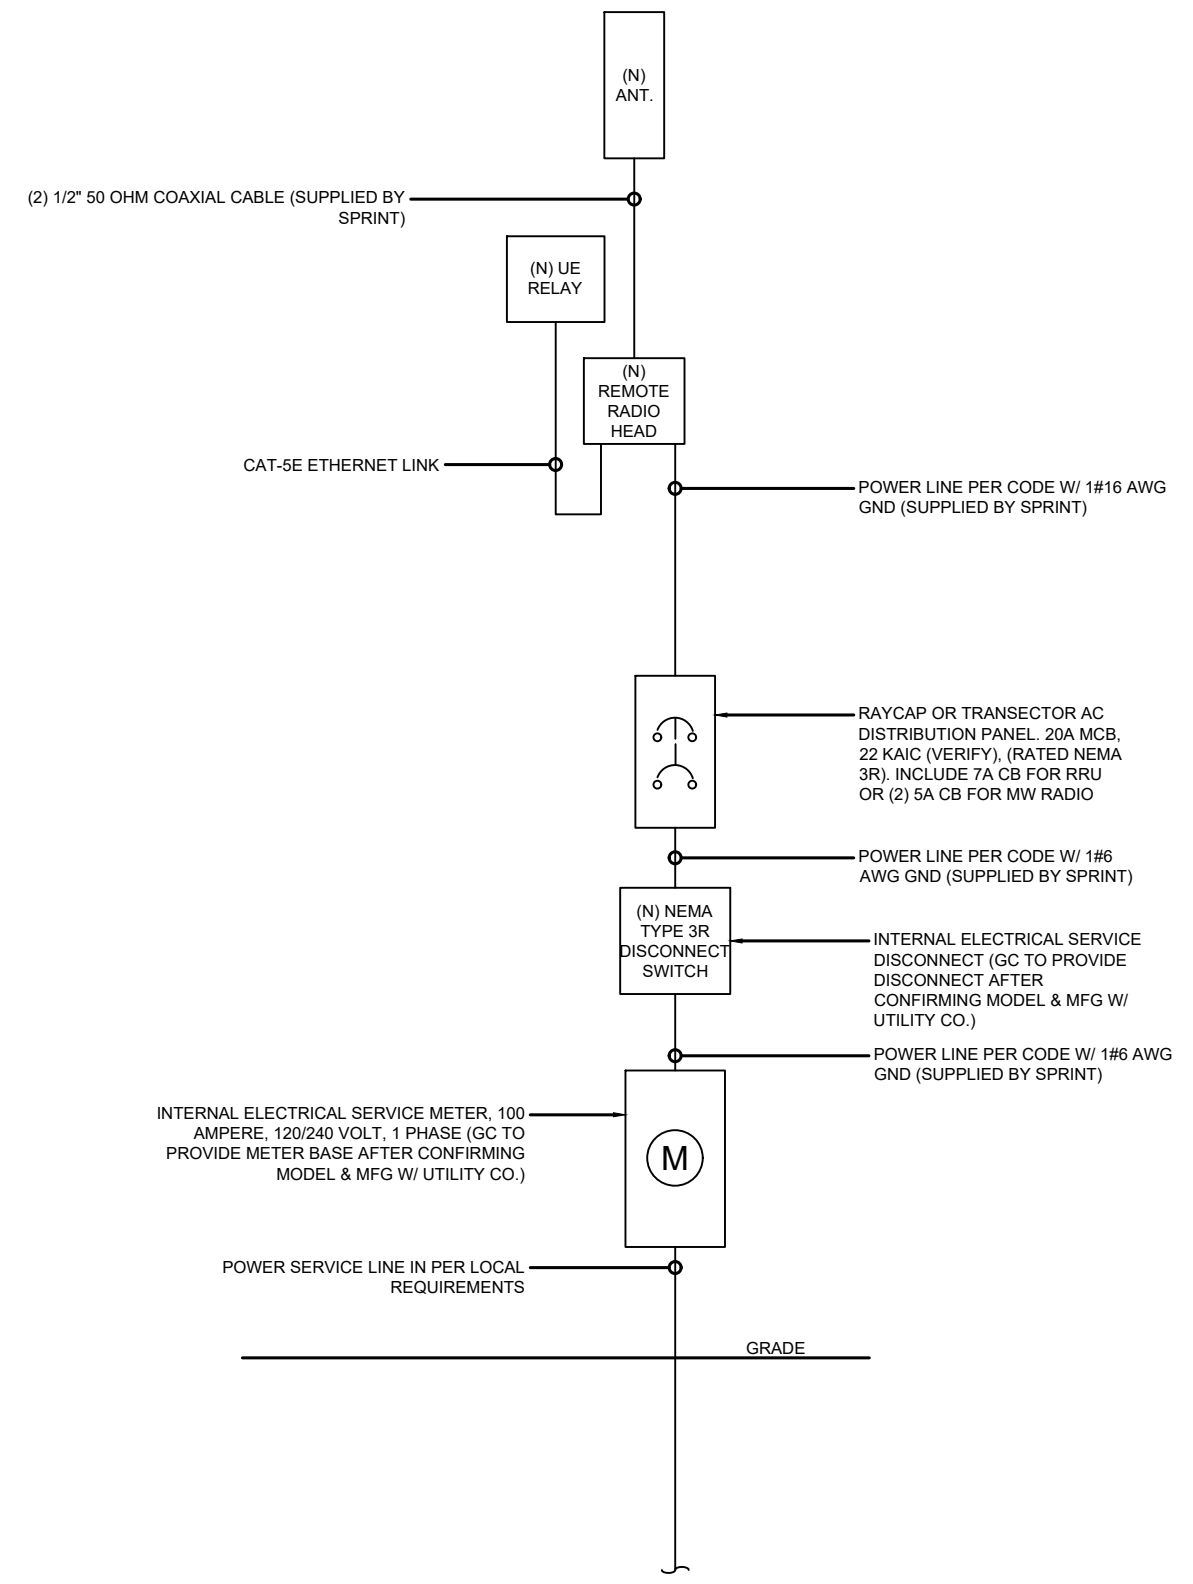 (N)
ANT.
(2) 1/2" 50 OHM COAXIAL CABLE (SUPPLIED BY
SPRINT)
(N) UE
RELAY
(N)
REMOTE
RADIO
HEAD
CAT-5E ETHERNET LINK
POWER LINE PER CODE W/ 1#16 AWG
GND (SUPPLIED BY SPRINT)
RAYCAP OR TRANSECTOR AC
DISTRIBUTION PANEL. 20A MCB,
22 KAIC (VERIFY), (RATED NEMA
3R). INCLUDE 7A CB FOR RRU
OR (2) 5A CB FOR MW RADIO
POWER LINE PER CODE W/ 1#6
AWG GND (SUPPLIED BY SPRINT)
(N) NEMA
TYPE 3R
DISCONNECT
SWITCH
INTERNAL ELECTRICAL SERVICE
DISCONNECT (GC TO PROVIDE
DISCONNECT AFTER
CONFIRMING MODEL & MFG W/
UTILITY CO.)
POWER LINE PER CODE W/ 1#6 AWG
GND (SUPPLIED BY SPRINT)
INTERNAL ELECTRICAL SERVICE METER, 100
AMPERE, 120/240 VOLT, 1 PHASE (GC TO
PROVIDE METER BASE AFTER CONFIRMING
MODEL & MFG W/ UTILITY CO.)
M
POWER SERVICE LINE IN PER LOCAL
REQUIREMENTS
GRADE